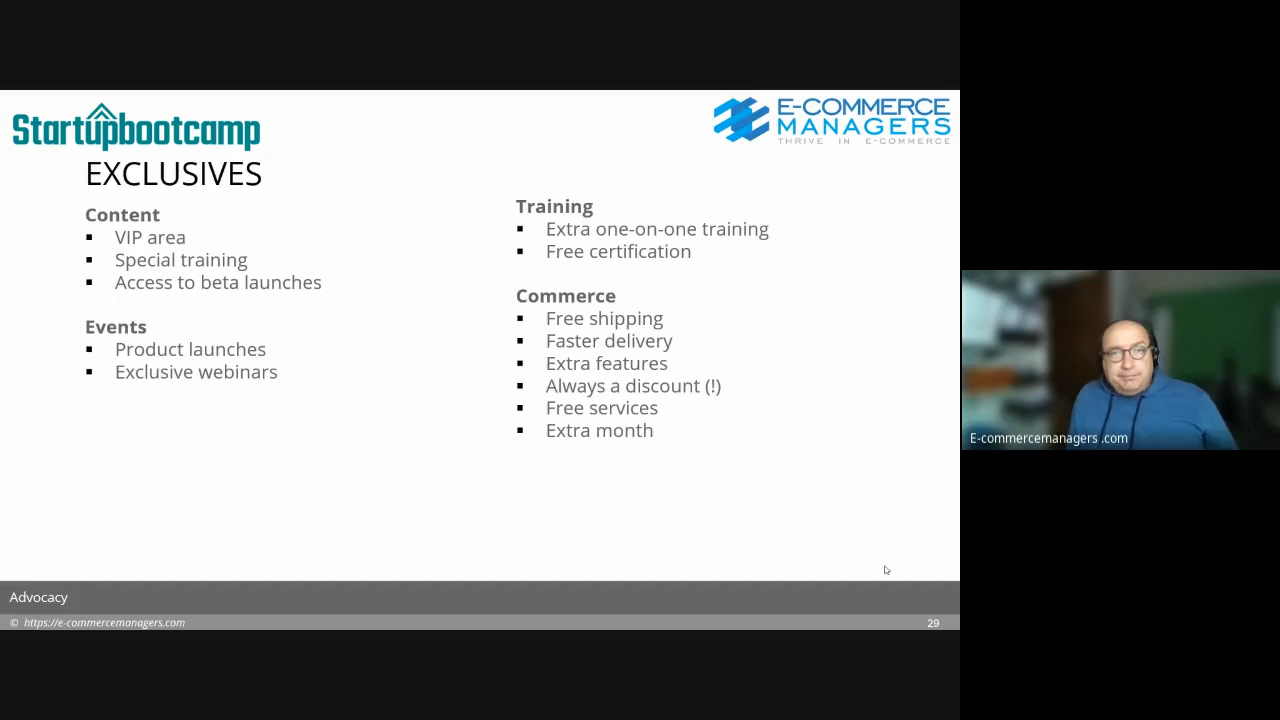 Startupbootcamp
E-COMMERCE
MANAGERS
THRIVE IN E-COMMERCE
EXCLUSIVES
Content
▪ VIP area
▪ Special training
▪ Access to beta launches
Events
▪ Product launches
▪ Exclusive webinars
Training
▪ Extra one-on-one training
▪ Free certification
Commerce
▪ Free shipping
▪ Faster delivery
▪ Extra features
▪ Always a discount (!)
▪ Free services
▪ Extra month
E-commercemanagers .com
Advocacy
© https://e-commercemanagers.com
29